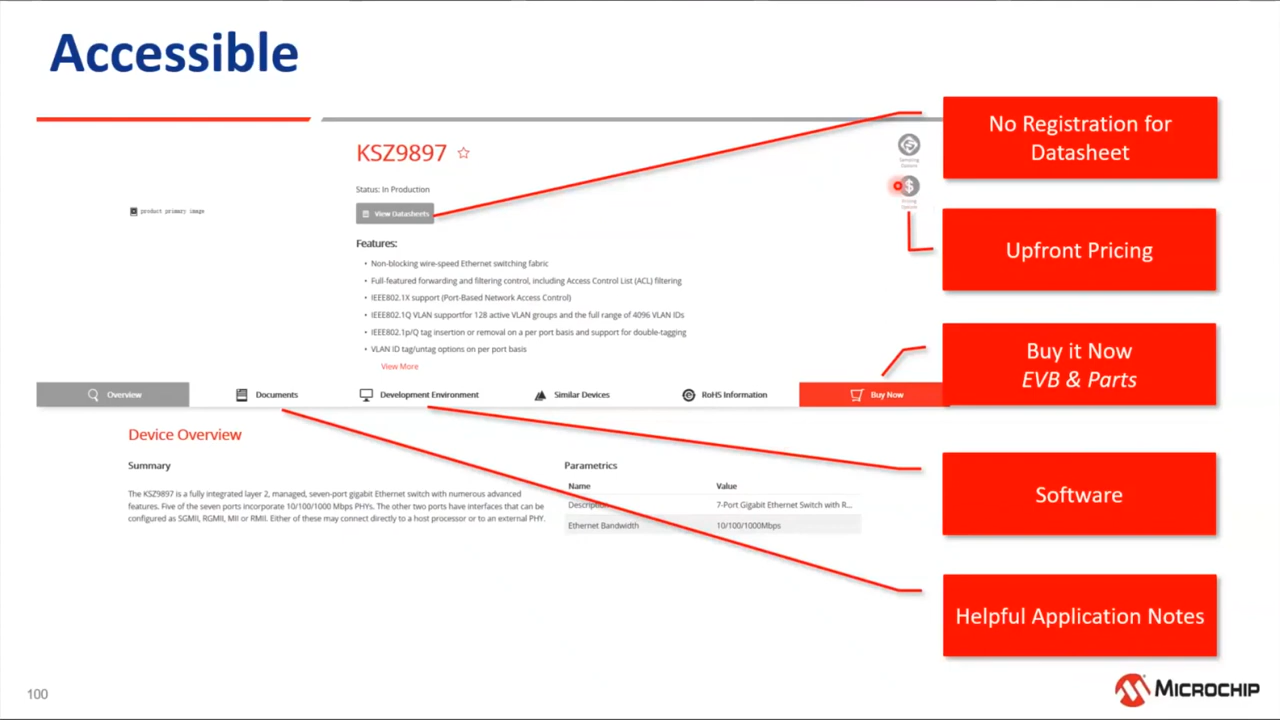 Accessible
KSZ9897
Status: In Production
product primary image
View Datasheets
Features:
• Non-blocking wire-speed Ethernet switching fabric
• Full-featured forwarding and filtering control, including Access Control List (ACL) filtering
• IEEE802.1X support (Port-Based Network Access Control)
• IEEE802.1Q VLAN supportfor 128 active VLAN groups and the full range of 4096 VLAN IDs
• IEEE802.1p/Q tag insertion or removal on a per port basis and support for double-tagging
• VLAN ID tag/untag options on per port basis
View More
Sampling
Options
Pricing
Options
No Registration for
Datasheet
Upfront Pricing
Buy it Now
EVB & Parts
Software
Helpful Application Notes
Overview
Documents
Development Environment
Similar Devices
RoHS Information
Buy Now
Device Overview
Summary
The KSZ9897 is a fully integrated layer 2, managed, seven-port gigabit Ethernet switch with numerous advanced
features. Five of the seven ports incorporate 10/100/1000 Mbps PHYs. The other two ports have interfaces that can be
configured as SGMII, RGMII, MII or RMII. Either of these may connect directly to a host processor or to an external PHY.
Parametrics
Name Value
Description 7-Port Gigabit Ethernet Switch with R...
Ethernet Bandwidth 10/100/1000Mbps
100
MICROCHIP